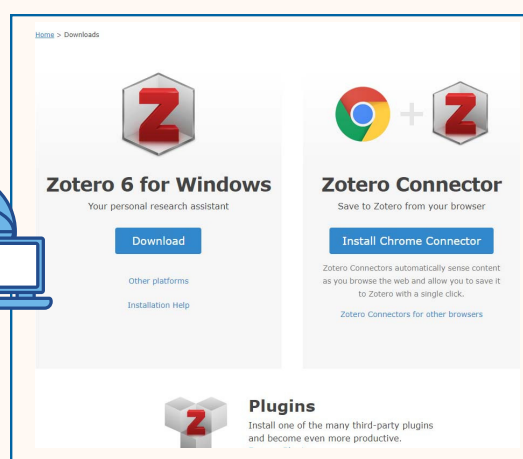 Home > Downloads
Zotero 6 for Windows
Your personal research assistant
Download
Other platforms
Installation Help
Zotero Connector
Save to Zotero from your browser
Install Chrome Connector
Zotero Connectors automatically sense content
as you browse the web and allow you to save it
to Zotero with a single click.
Zotero Connectors for other browsers
Plugins
Install one of the many third-party plugins
and become even more productive.